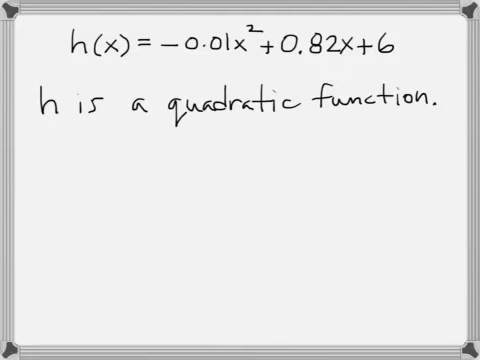 h(x) = -0.01x² + 0.82x + 6
h is a quadratic function.